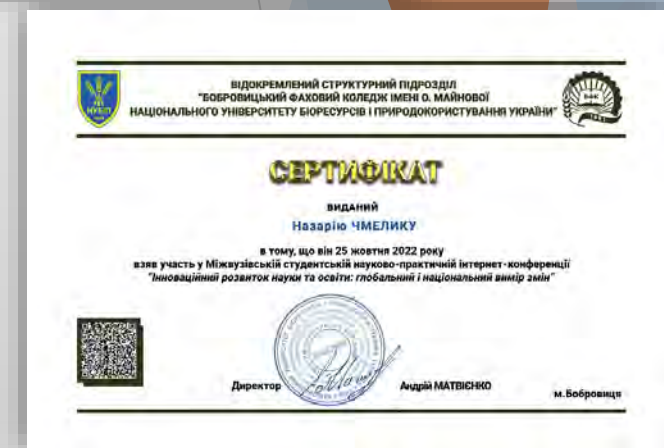 ВІДОКРЕМЛЕНИЙ СТРУКТУРНИЙ ПІДРОЗДІЛ
"БОБРОВИЦЬКИЙ ФАХОВИЙ КОЛЕДЖ ІМЕНІ О. МАЙНОВОЇ
НАЦІОНАЛЬНОГО УНІВЕРСИТЕТУ БІОРЕСУРСІВ І ПРИРОДОКОРИСТУВАННЯ УКРАЇНИ"
СЕРТИФІКАТ
ВИДАНИЙ
Назарію ЧМЕЛИКУ
в тому, що він 25 жовтня 2022 року
взяв участь у Міжвузівській студентській науково-практичній інтернет-конференції
"Інноваційний розвиток науки та освіти: глобальний і національний вимір змін"
Директор
Андрій МАТВІЄНКО
м.Бобровиця